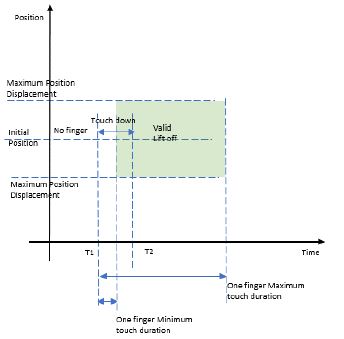 Position
Maximum Position
Displacement
Touch down
Valid
Lift off
No finger
Initial
Position
Maximum Position
Displacement
T1
T2
Time
One finger Maximum
touch duration
One finger Minimum
touch duration